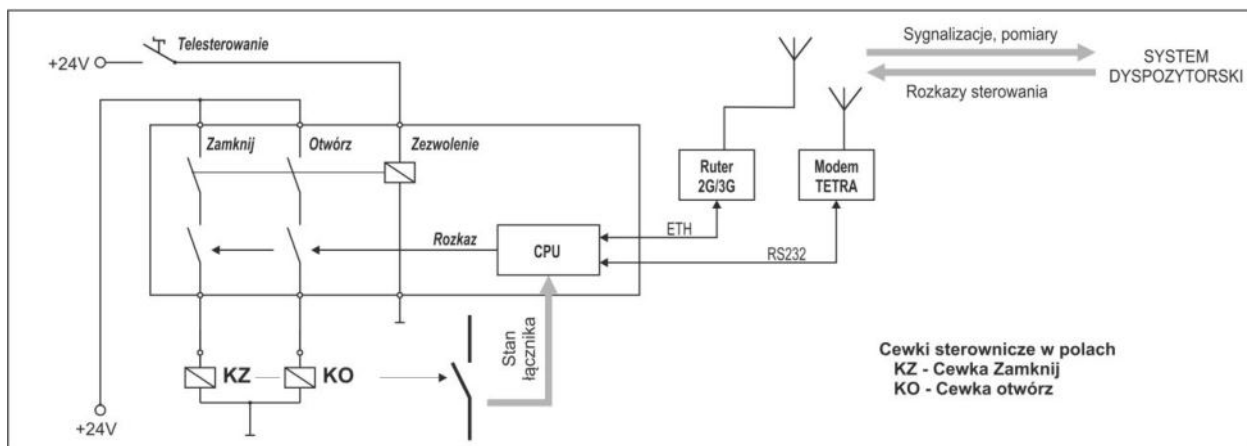 Telesterowanie
+24V
Zamknij
Otwórz
Zezwolenie
Rozkaz
CPU
ETH
RS232
Ruter
2G/3G
Modem
TETRA
Sygnalizacje, pomiary
Rozkazy sterowania
SYSTEM
DYSPOZYTORSKI
Stan
łącznika
KZ
KO
+24V
Cewki sterownicze w polach
KZ - Cewka Zamknij
KO - Cewka otwórz